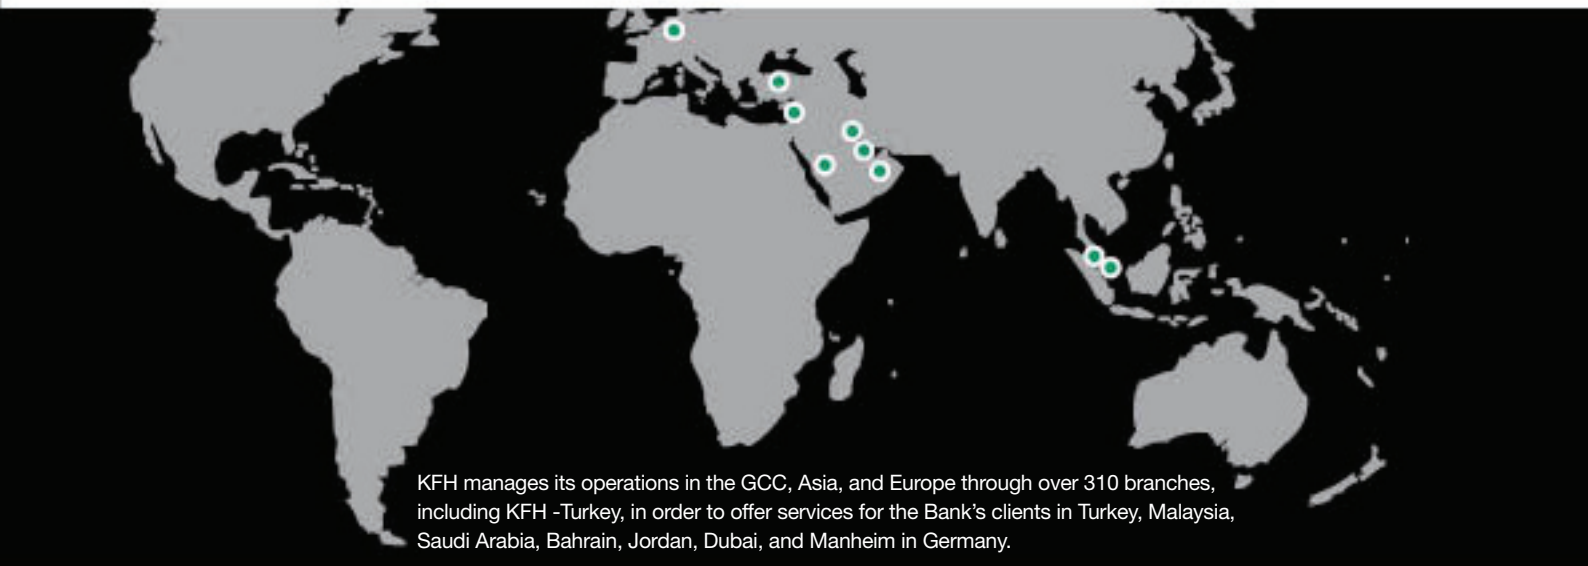 KFH manages its operations in the GCC, Asia, and Europe through over 310 branches,
including KFH -Turkey, in order to offer services for the Bank’s clients in Turkey, Malaysia,
Saudi Arabia, Bahrain, Jordan, Dubai, and Manheim in Germany.